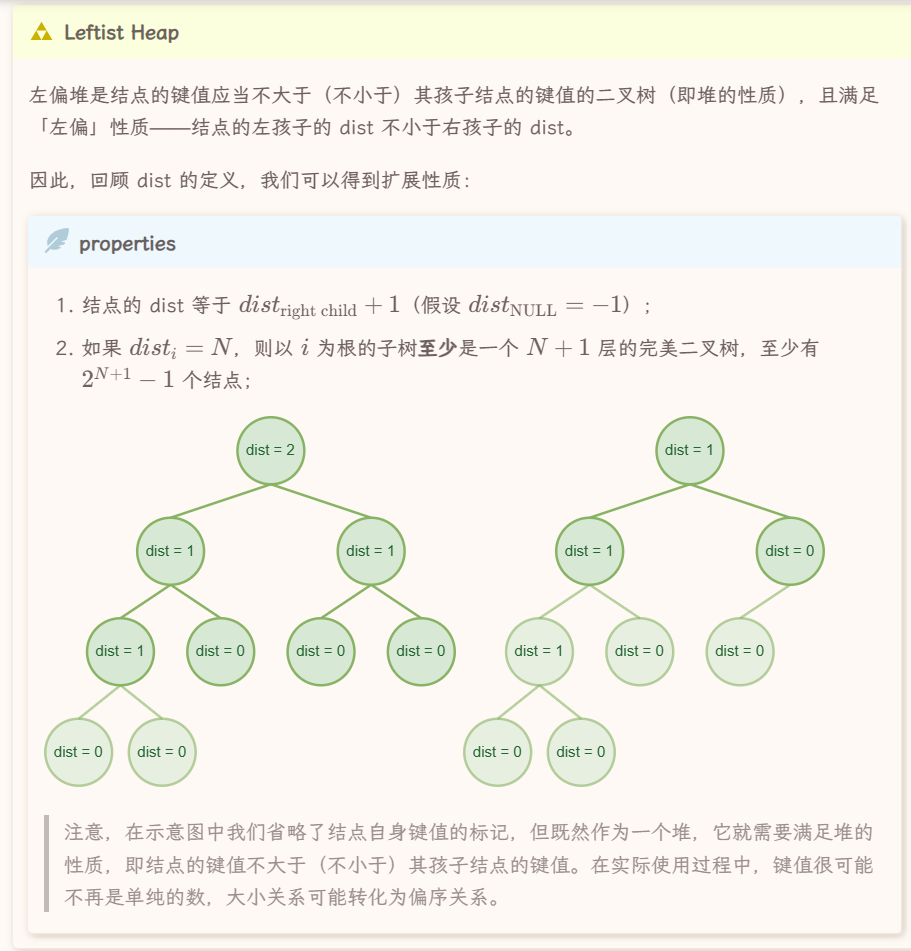 Leftist Heap
左偏堆是结点的键值应当不大于（不小于）其孩子结点的键值的二叉树（即堆的性质），且满足
「左偏」性质——结点的左孩子的 dist 不小于右孩子的 dist。
因此，回顾 dist 的定义，我们可以得到扩展性质：
properties
1. 结点的 dist 等于 dist_{right child} + 1（假设 dist_{NULL} = −1）；
2. 如果 dist_i = N，则以 i 为根的子树至少是一个 N + 1 层的完美二叉树，至少有
2^{N+1} − 1 个结点；
dist = 2
dist = 1
dist = 1
dist = 1
dist = 1
dist = 0
dist = 1
dist = 0
dist = 0
dist = 0
dist = 1
dist = 0
dist = 0
dist = 0
dist = 0
dist = 0
dist = 0
注意，在示意图中我们省略了结点自身键值的标记，但既然作为一个堆，它就需要满足堆的
性质，即结点的键值不大于（不小于）其孩子结点的键值。在实际使用过程中，键值很可能
不再是单纯的数，大小关系可能转化为偏序关系。